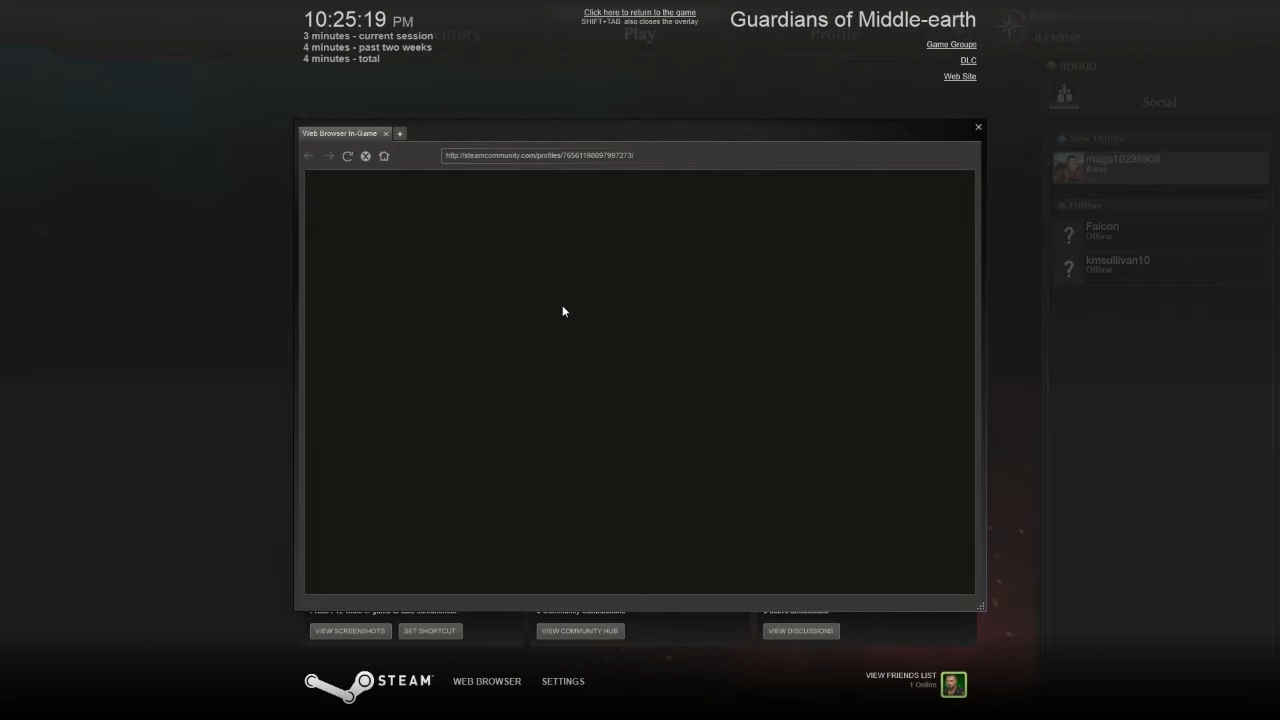 10:25:19 PM
3 minutes - current session
4 minutes - past two weeks
4 minutes - total
Click here to return to the game
SHIFT+TAB also closes the overlay
Play
Profile
Guardians of Middle-earth
Game Groups
DLC
Web Site
80000
Social
Web Browser In-Game
http://steamcommunity.com/profiles/76561198097997273/
mags10298908
Away
Offline
Falcon
Offline
kmsullivan10
Offline
VIEW SCREENSHOTS
SET SHORTCUT
VIEW COMMUNITY HUB
VIEW DISCUSSIONS
STEAM
WEB BROWSER
SETTINGS
VIEW FRIENDS LIST
1 Online